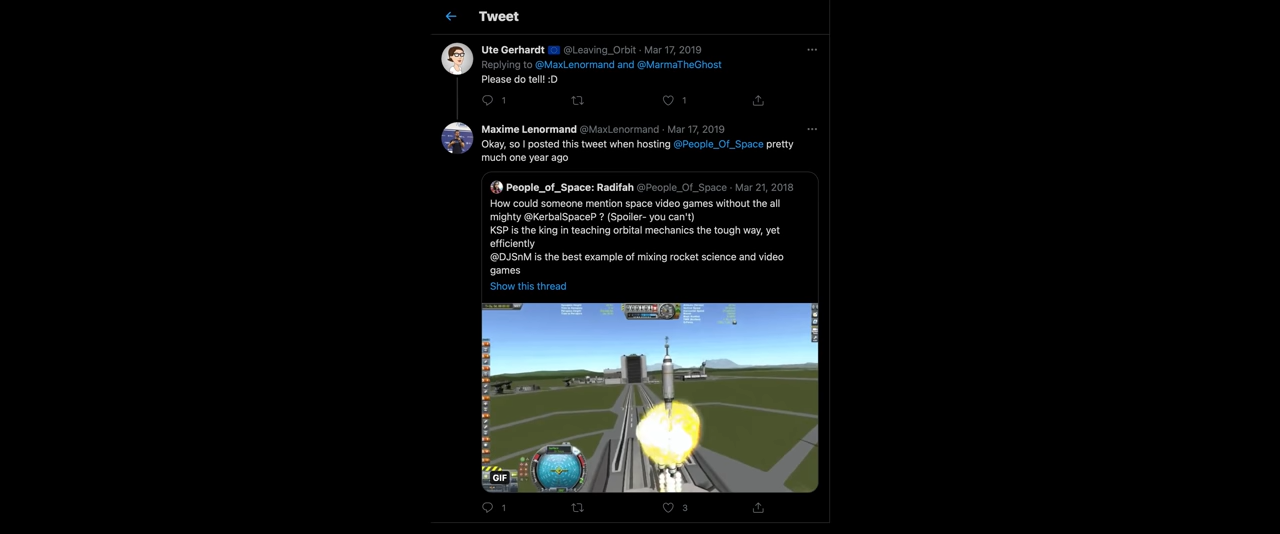 Tweet
Ute Gerhardt 🇪🇺 @Leaving_Orbit · Mar 17, 2019
Replying to @MaxLenormand and @MarmaTheGhost
Please do tell! :D
1
1
Maxime Lenormand @MaxLenormand · Mar 17, 2019
Okay, so I posted this tweet when hosting @People_Of_Space pretty
much one year ago
People_of_Space: Radifah @People_Of_Space · Mar 21, 2018
How could someone mention space video games without the all
mighty @KerbalSpaceP ? (Spoiler- you can't)
KSP is the king in teaching orbital mechanics the tough way, yet
efficiently
@DJSnM is the best example of mixing rocket science and video
games
Show this thread
GIF
1
3